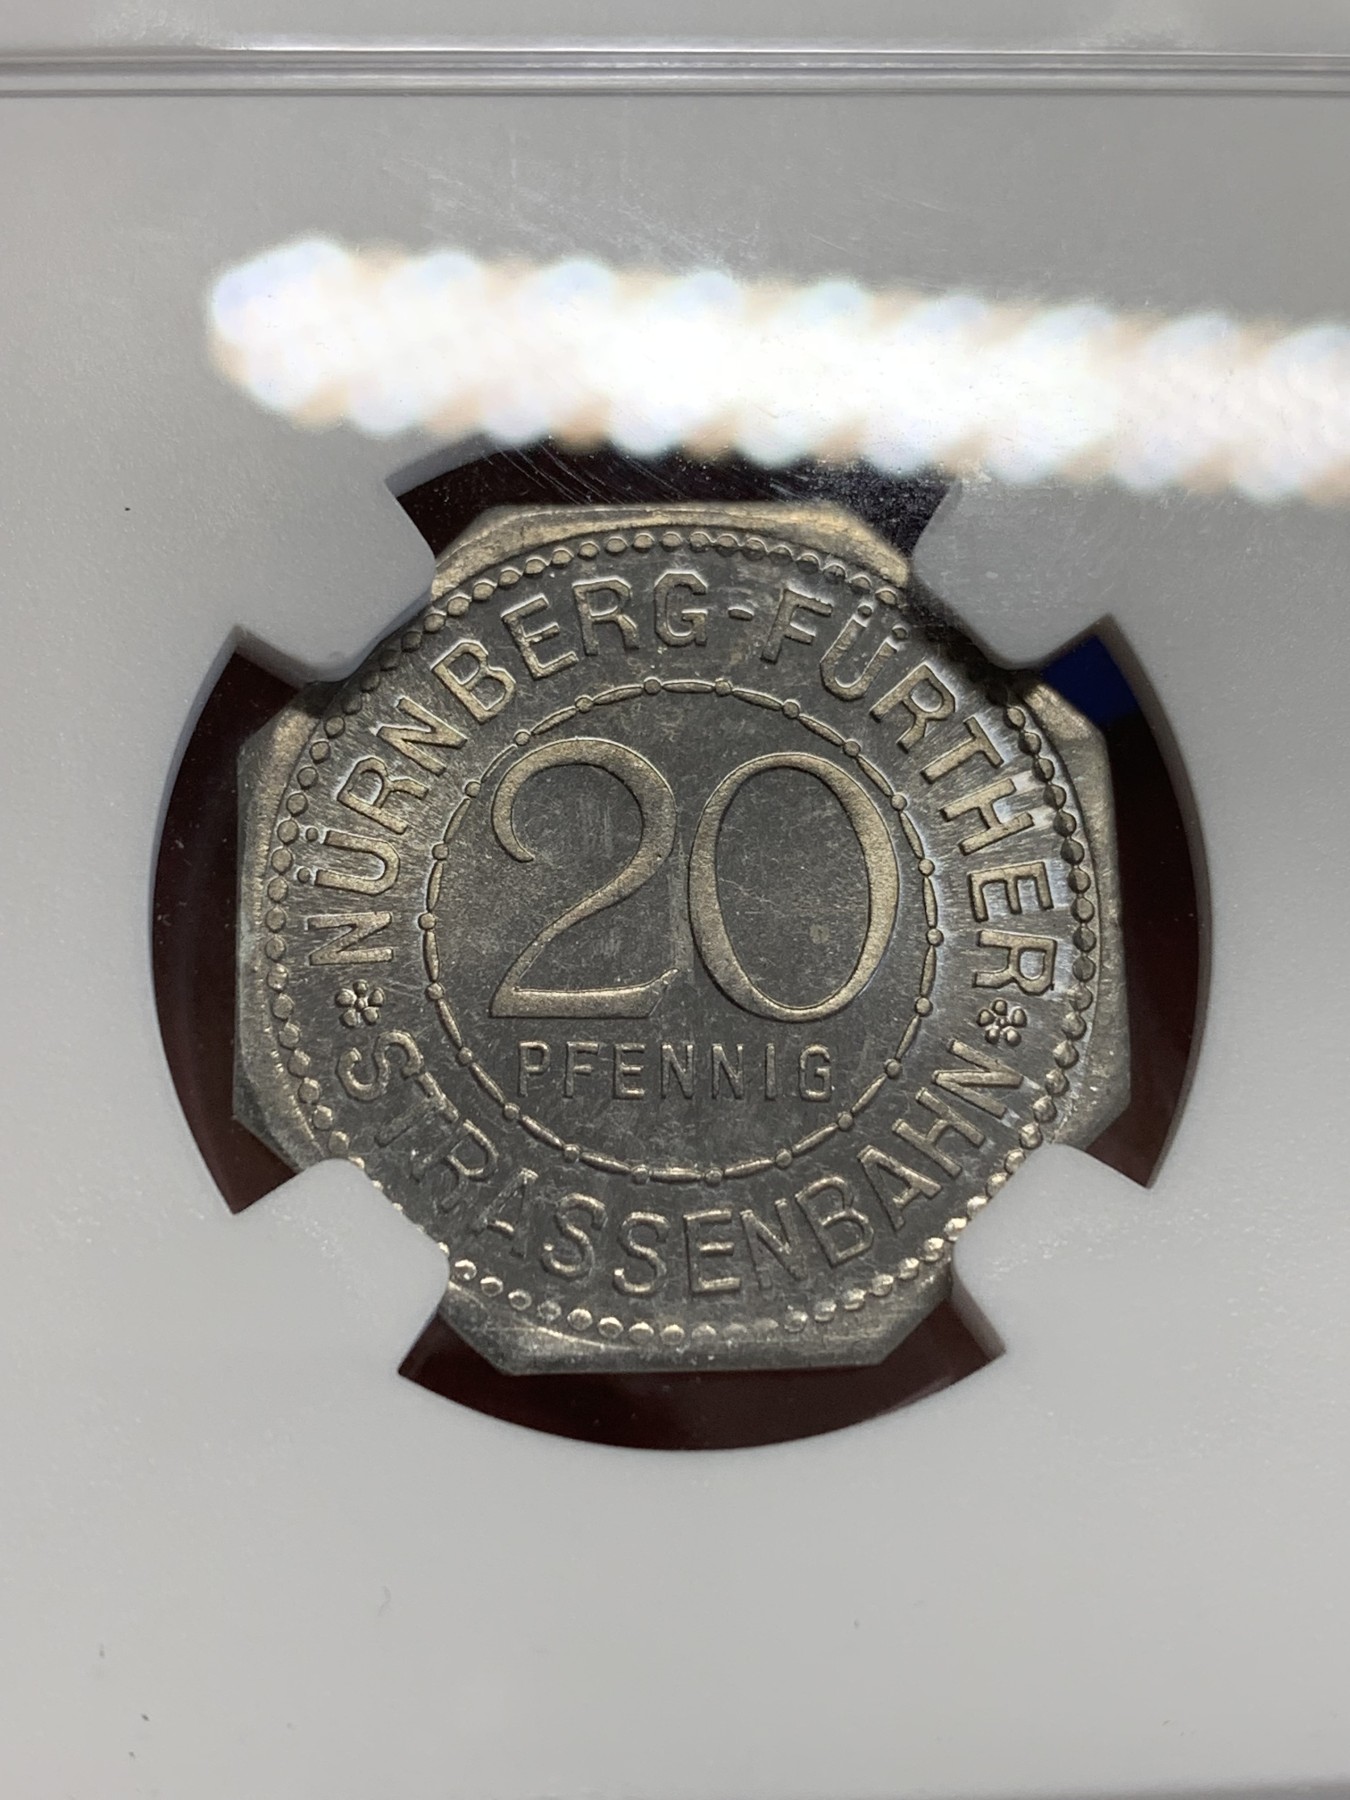 NÜRNBERG-FÜRTHER
20
PFENNIG
STRASSENBAHN